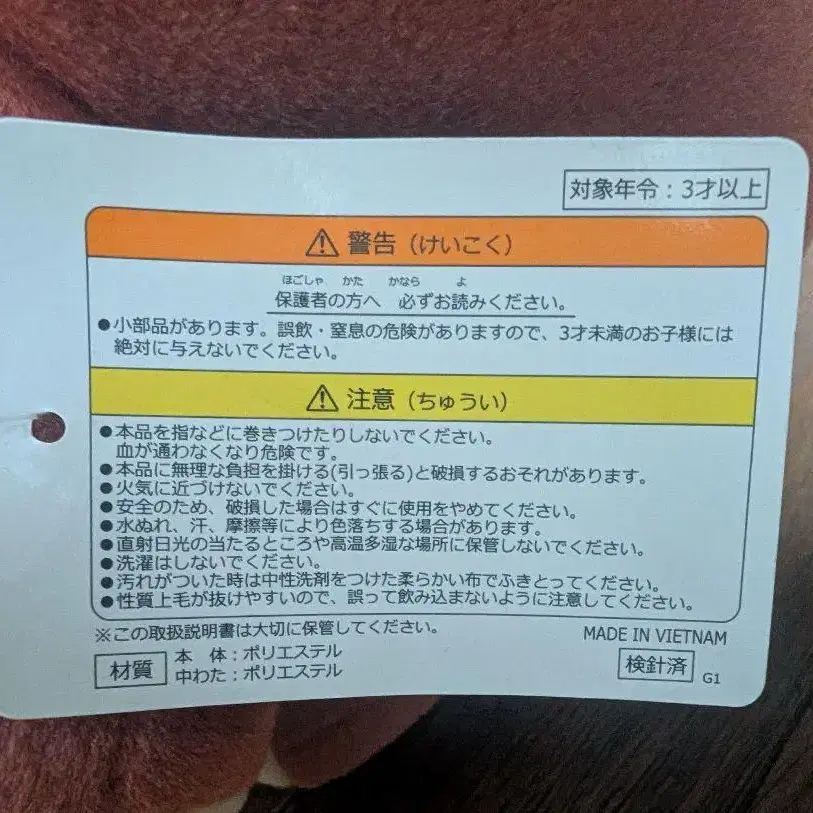 対象年令：3才以上
⚠ 警告（けいこく）
ほごしゃ かた かなら よ
保護者の方へ 必ずお読みください。
●小部品があります。誤飲・窒息の危険がありますので、3才未満のお子様には
絶対に与えないでください。
⚠ 注意（ちゅうい）
●本品を指などに巻きつけたりしないでください。
血が通わなくなり危険です。
●本品に無理な負担を掛ける(引っ張る)と破損するおそれがあります。
●火気に近づけないでください。
●安全のため、破損した場合はすぐに使用をやめてください。
●水ぬれ、汗、摩擦等により色落ちする場合があります。
●直射日光の当たるところや高温多湿な場所に保管しないでください。
●洗濯はしないでください。
●汚れがついた時は中性洗剤をつけた柔らかい布でふきとってください。
●性質上毛が抜けやすいので、誤って飲み込まないように注意してください。
※この取扱説明書は大切に保管してください。
MADE IN VIETNAM
材質
本 体：ポリエステル
中わた：ポリエステル
検針済
G1